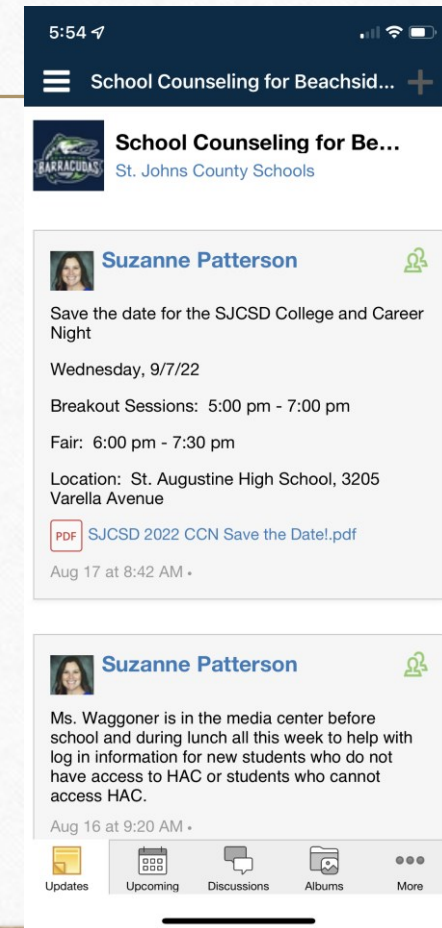 5:54
School Counseling for Beachsid...
BARRACUDAS
School Counseling for Be...
St. Johns County Schools
Suzanne Patterson
Save the date for the SJCSD College and Career
Night
Wednesday, 9/7/22
Breakout Sessions: 5:00 pm - 7:00 pm
Fair: 6:00 pm - 7:30 pm
Location: St. Augustine High School, 3205
Varella Avenue
PDF SJCSD 2022 CCN Save the Date!.pdf
Aug 17 at 8:42 AM •
Suzanne Patterson
Ms. Waggoner is in the media center before
school and during lunch all this week to help with
log in information for new students who do not
have access to HAC or students who cannot
access HAC.
Aug 16 at 9:20 AM •
Updates Upcoming Discussions Albums More